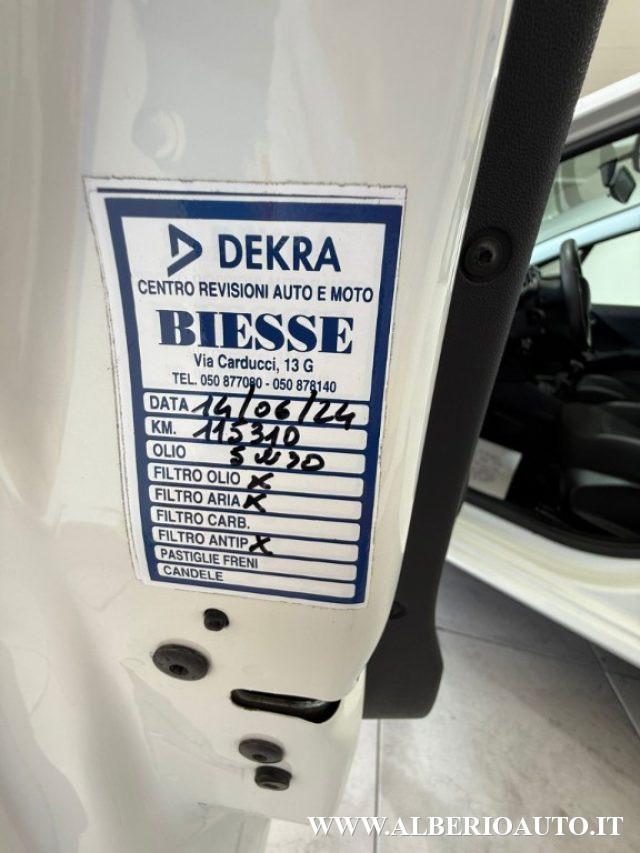 DEKRA
CENTRO REVISIONI AUTO E MOTO
BIESSE
Via Carducci, 13 G
TEL. 050 877080 - 050 878140
DATA 14/06/24
KM. 115310
OLIO 5W30
FILTRO OLIO X
FILTRO ARIA X
FILTRO CARB.
FILTRO ANTIP X
PASTIGLIE FRENI
CANDELE
WWW.ALBERIOAUTO.IT